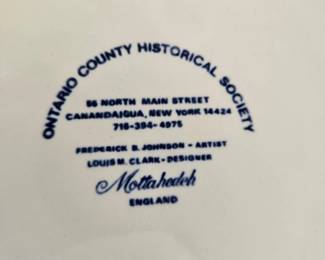 ONTARIO COUNTY HISTORICAL SOCIETY
56 NORTH MAIN STREET
CANANDAIGUA, NEW YORK 14424
716-394-4975
FREDERICK B. JOHNSON - ARTIST
LOUIS M. CLARK - DESIGNER
Mottahedeh
ENGLAND